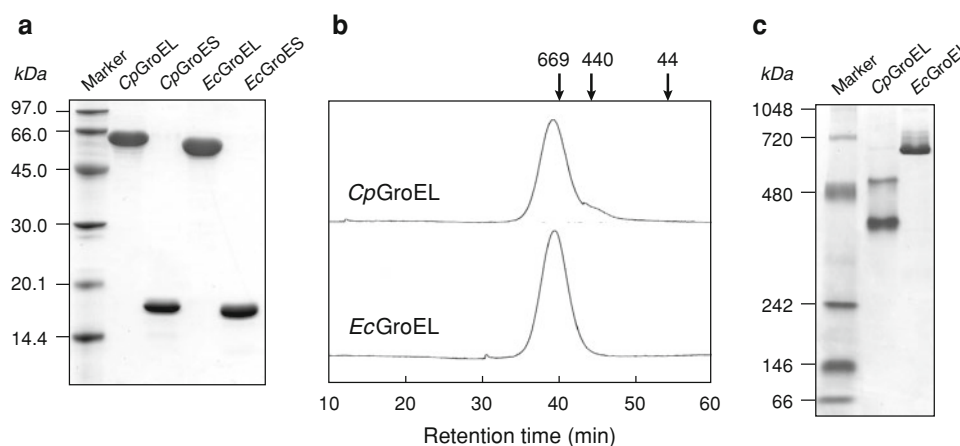 a
kDa
Marker
CpGroEL
CpGroES
EcGroEL
EcGroES
97.0
66.0
45.0
30.0
20.1
14.4
b
669 440 44
CpGroEL
EcGroEL
10 20 30 40 50 60
Retention time (min)
c
kDa
Marker
CpGroEL
EcGroEL
1048
720
480
242
146
66